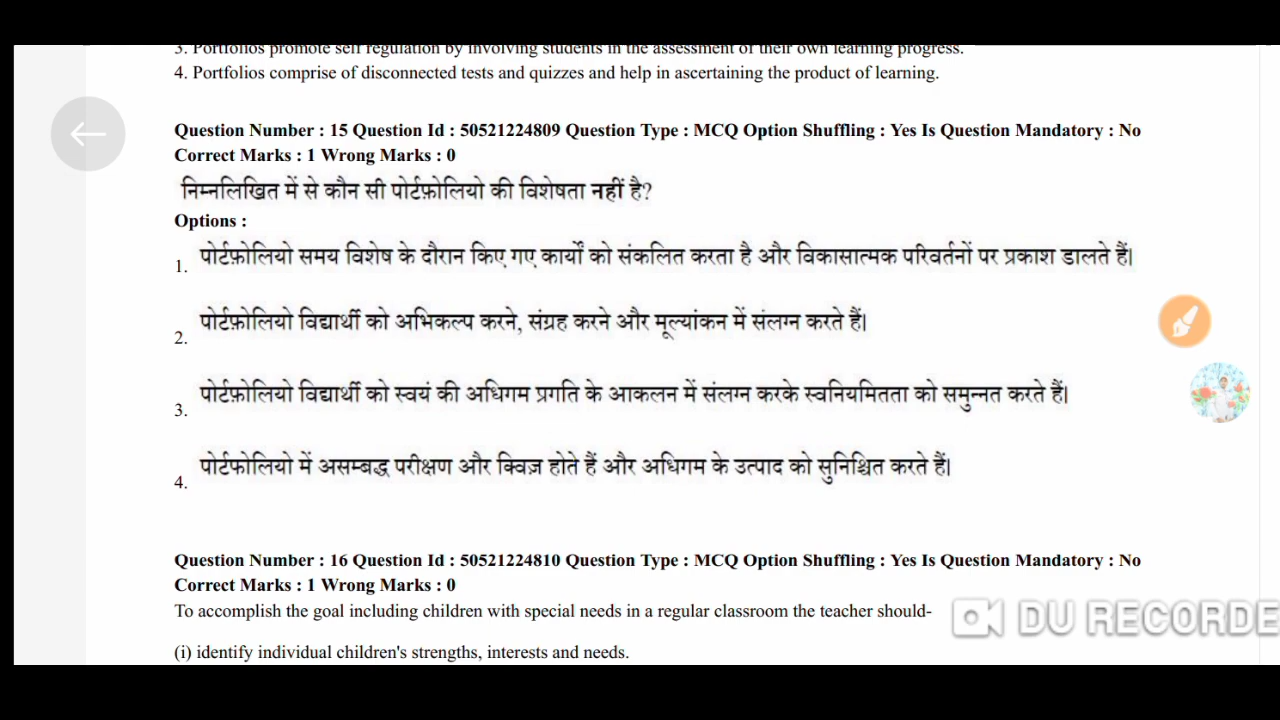 3. Portfolios promote self regulation by involving students in the assessment of their own learning progress.
4. Portfolios comprise of disconnected tests and quizzes and help in ascertaining the product of learning.
Question Number : 15 Question Id : 50521224809 Question Type : MCQ Option Shuffling : Yes Is Question Mandatory : No
Correct Marks : 1 Wrong Marks : 0
निम्नलिखित में से कौन सी पोर्टफ़ोलियो की विशेषता नहीं है?
Options :
1. पोर्टफ़ोलियो समय विशेष के दौरान किए गए कार्यों को संकलित करता है और विकासात्मक परिवर्तनों पर प्रकाश डालते हैं।
2. पोर्टफ़ोलियो विद्यार्थी को अभिकल्प करने, संग्रह करने और मूल्यांकन में संलग्न करते हैं।
3. पोर्टफ़ोलियो विद्यार्थी को स्वयं की अधिगम प्रगति के आकलन में संलग्न करके स्वनियमितता को समुन्नत करते हैं।
4. पोर्टफोलियो में असम्बद्ध परीक्षण और क्विज़ होते हैं और अधिगम के उत्पाद को सुनिश्चित करते हैं।
Question Number : 16 Question Id : 50521224810 Question Type : MCQ Option Shuffling : Yes Is Question Mandatory : No
Correct Marks : 1 Wrong Marks : 0
To accomplish the goal including children with special needs in a regular classroom the teacher should-
DU RECORDE
(i) identify individual children's strengths, interests and needs.